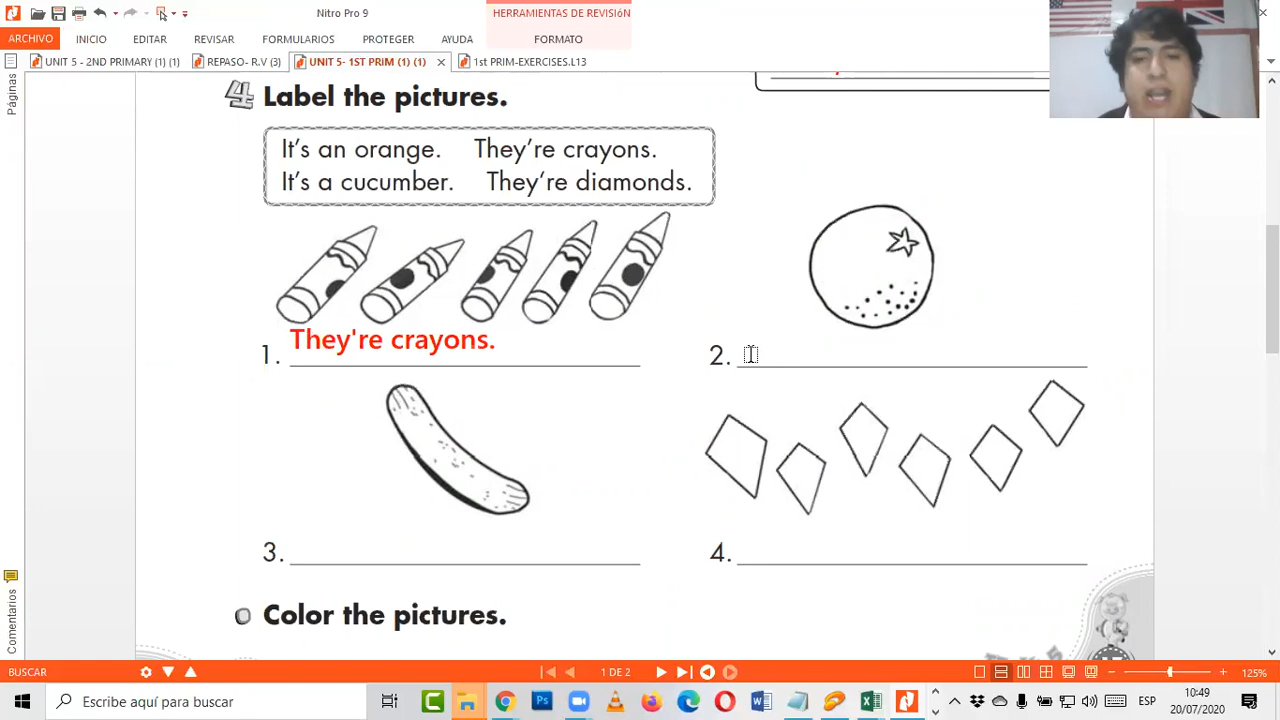 Nitro Pro 9
HERRAMIENTAS DE REVISIÓN
ARCHIVO INICIO EDITAR REVISAR FORMULARIOS PROTEGER AYUDA FORMATO
UNIT 5 - 2ND PRIMARY (1) (1) REPASO- R.V (3) UNIT 5- 1ST PRIM (1) (1) 1st PRIM-EXERCISES.L13
Páginas
4 Label the pictures.
It's an orange. They're crayons.
It's a cucumber. They're diamonds.
They're crayons.
1. 2.
3. 4.
Color the pictures.
Comentarios
BUSCAR 1 DE 2 125%
Escribe aquí para buscar ESP 10:49
20/07/2020